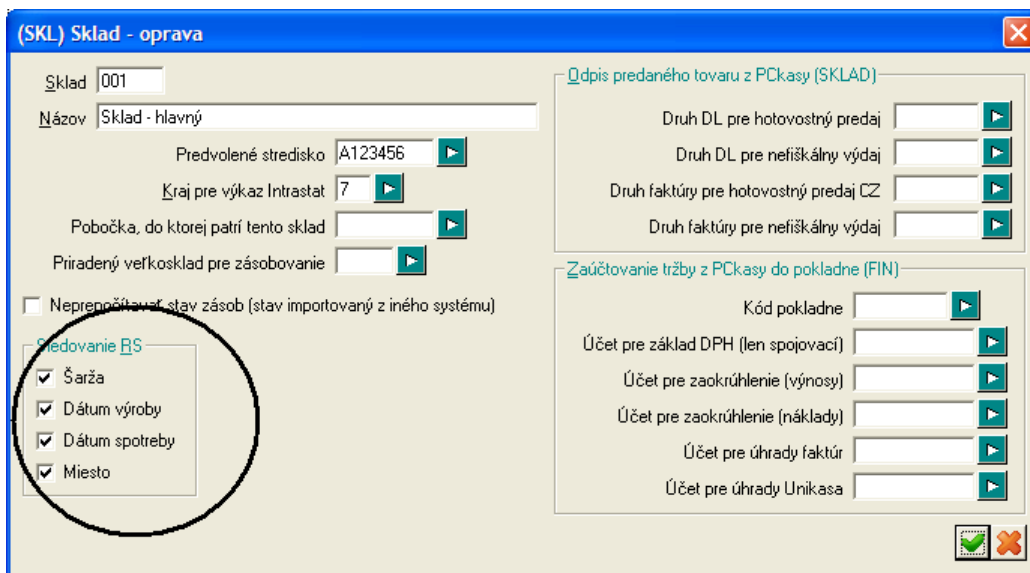 (SKL) Sklad - oprava
Sklad 001
Názov Sklad - hlavný
Predvolené stredisko A123456
Kraj pre výkaz Intrastat 7
Pobočka, do ktorej patrí tento sklad
Priradený veľkosklad pre zásobovanie
Neprepočítavať stav zásob (stav importovaný z iného systému)
Sledovanie RS
Šarža
Dátum výroby
Dátum spotreby
Miesto
Odpis predaného tovaru z PCkasy (SKLAD)
Druh DL pre hotovostný predaj
Druh DL pre nefiškálny výdaj
Druh faktúry pre hotovostný predaj CZ
Druh faktúry pre nefiškálny výdaj
Zaúčtovanie tržby z PCkasy do pokladne (FIN)
Kód pokladne
Účet pre základ DPH (len spojovací)
Účet pre zaokrúhlenie (výnosy)
Účet pre zaokrúhlenie (náklady)
Účet pre úhrady faktúr
Účet pre úhrady Unikasa